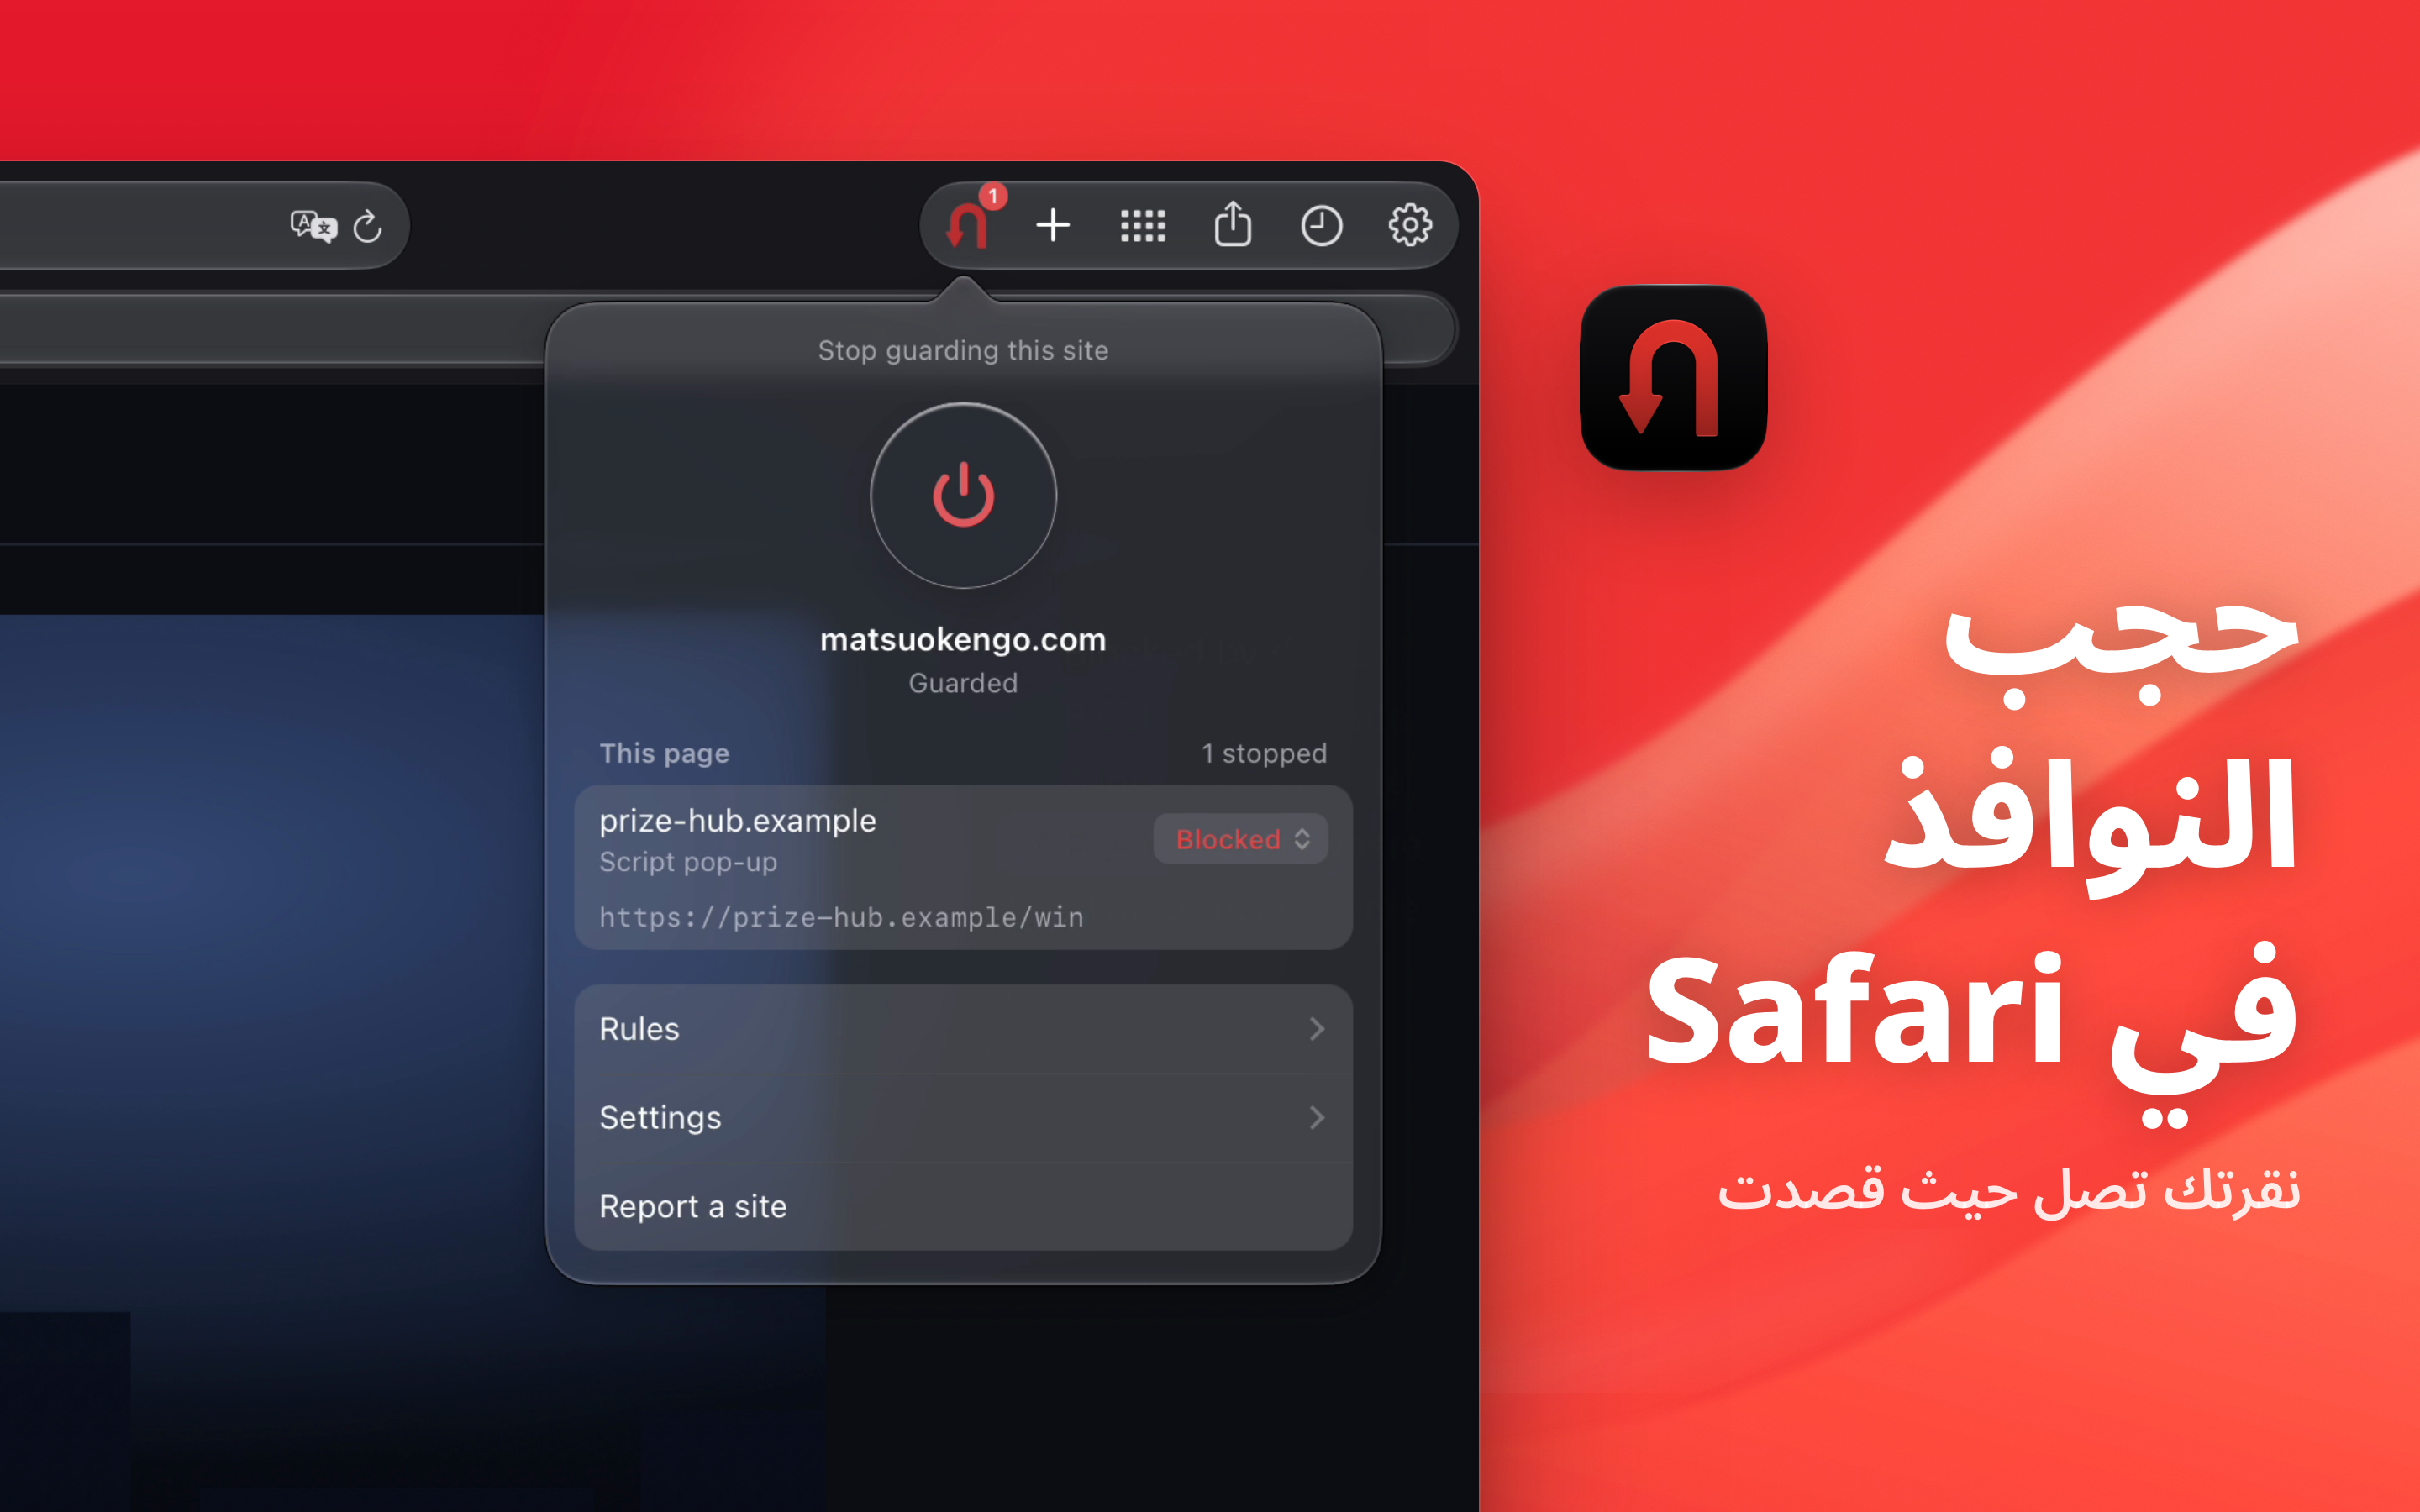 1
Stop guarding this site
matsuokengo.com
Guarded
This page
1 stopped
prize-hub.example
Script pop-up
Blocked
https://prize-hub.example/win
Rules
Settings
Report a site
حجب
النوافذ
في Safari
نقرتك تصل حيث قصدت